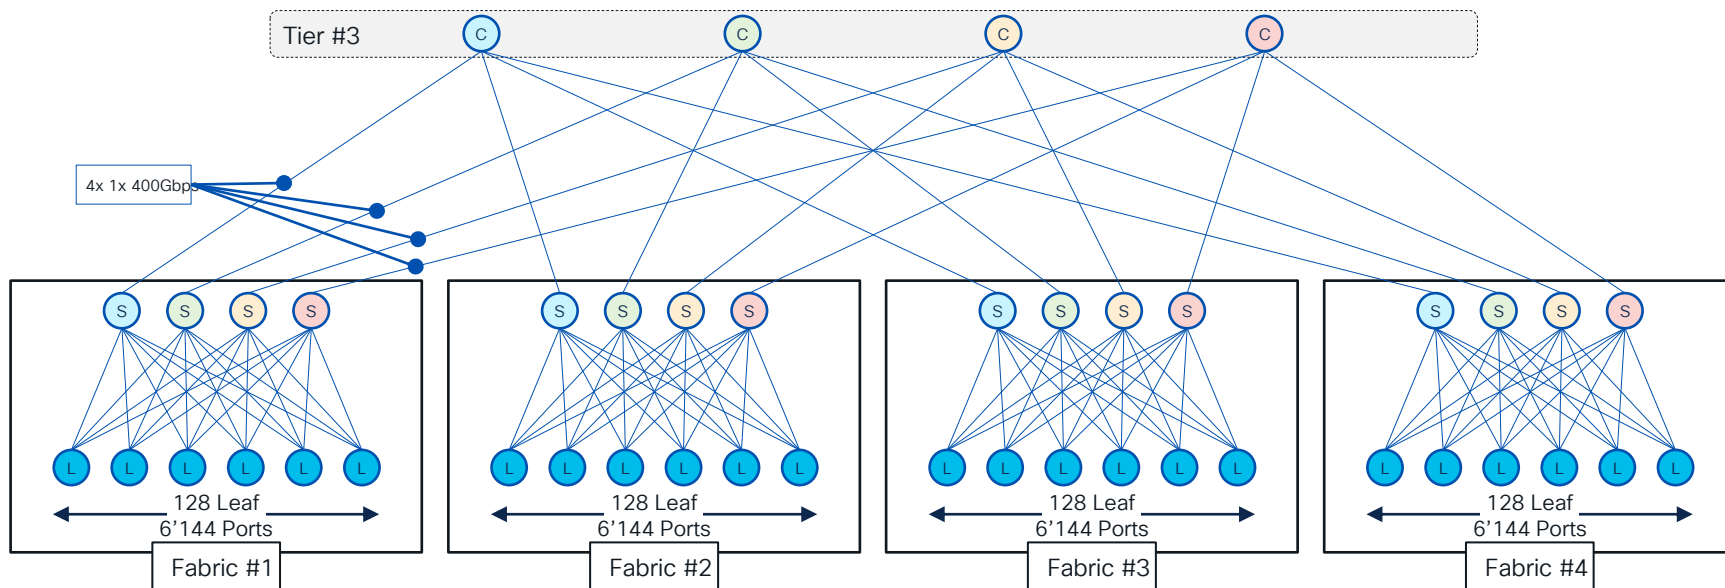 Tier #3
C C C C
4x 1x 400Gbps
S S S S S S S S S S S S S S S S
L L L L L L L L L L L L L L L L L L L L L L L L
128 Leaf
6’144 Ports
Fabric #1
128 Leaf
6’144 Ports
Fabric #2
128 Leaf
6’144 Ports
Fabric #3
128 Leaf
6’144 Ports
Fabric #4